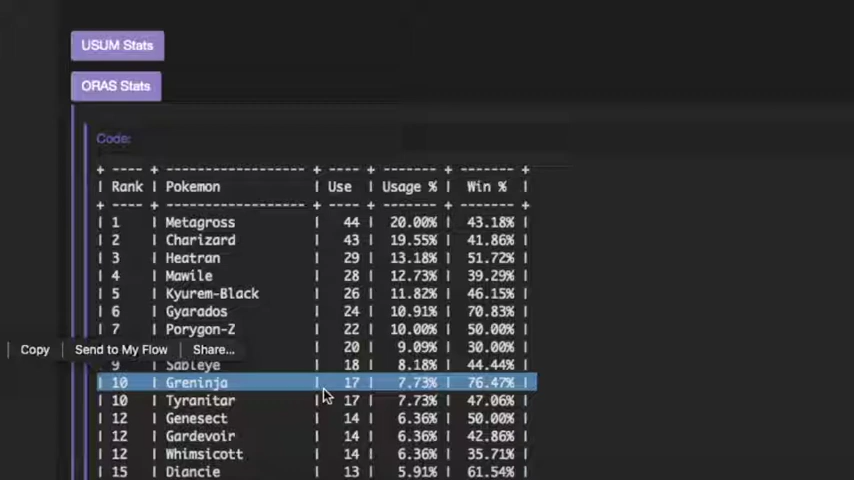 USUM Stats
ORAS Stats
Code:
+ ---- + ------------------ + ---- + ------- + ------- +
| Rank | Pokemon | Use | Usage % | Win % |
+ ---- + ------------------ + ---- + ------- + ------- +
| 1 | Metagross | 44 | 20.00% | 43.18% |
| 2 | Charizard | 43 | 19.55% | 41.86% |
| 3 | Heatran | 29 | 13.18% | 51.72% |
| 4 | Mawile | 28 | 12.73% | 39.29% |
| 5 | Kyurem-Black | 26 | 11.82% | 46.15% |
| 6 | Gyarados | 24 | 10.91% | 70.83% |
| 7 | Porygon-Z | 22 | 10.00% | 50.00% |
Copy | Send to My Flow | Share... | 20 | 9.09% | 30.00% |
9 | Sableye | 18 | 8.18% | 44.44% |
| 10 | Greninja | 17 | 7.73% | 76.47% |
| 10 | Tyranitar | 17 | 7.73% | 47.06% |
| 12 | Genesect | 14 | 6.36% | 50.00% |
| 12 | Gardevoir | 14 | 6.36% | 42.86% |
| 12 | Whimsicott | 14 | 6.36% | 35.71% |
| 15 | Diancie | 13 | 5.91% | 61.54% |